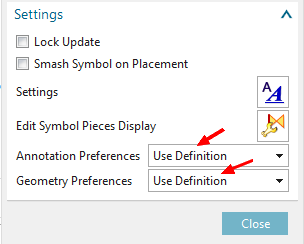 Settings
Lock Update
Smash Symbol on Placement
Settings
A A
Edit Symbol Pieces Display
Annotation Preferences Use Definition
Geometry Preferences Use Definition
Close